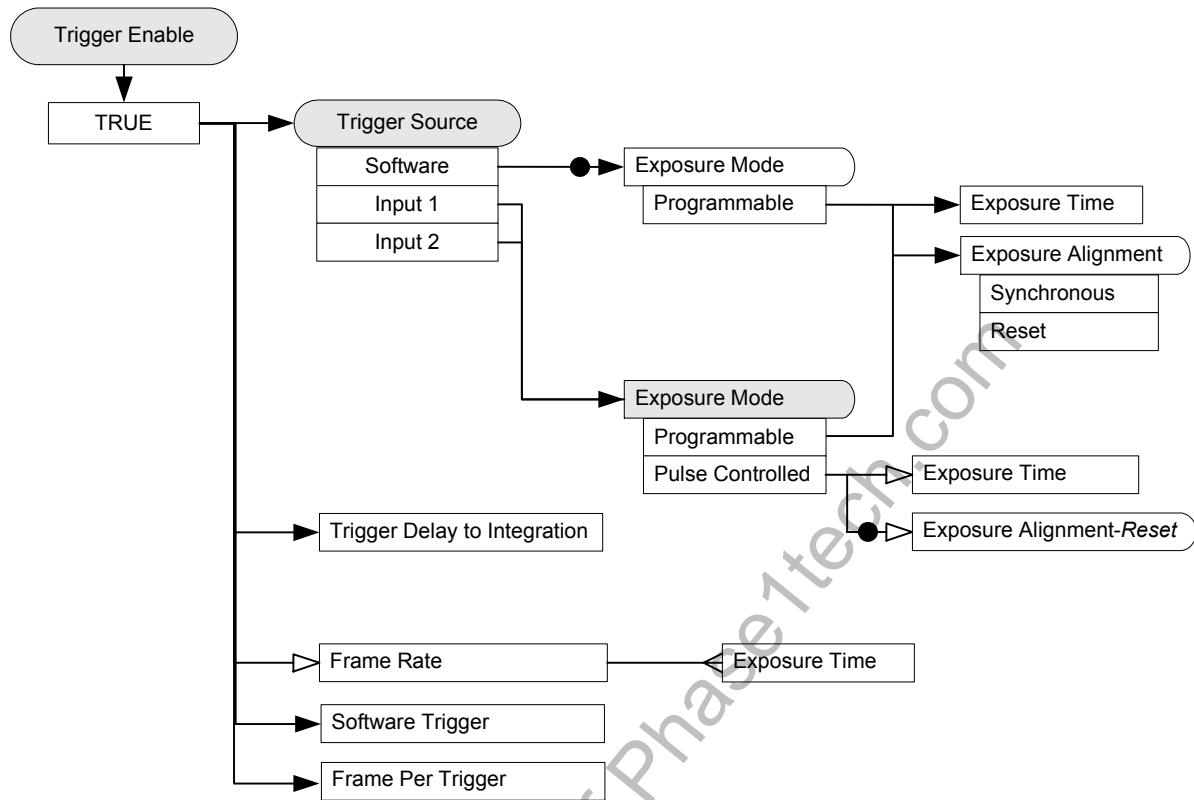 Trigger Enable
TRUE
Trigger Source
Software
Input 1
Input 2
Exposure Mode
Programmable
Exposure Time
Exposure Alignment
Synchronous
Reset
Exposure Mode
Programmable
Pulse Controlled
Exposure Time
Exposure Alignment-Reset
Trigger Delay to Integration
Frame Rate
Exposure Time
Software Trigger
Frame Per Trigger
Phase1tech.com